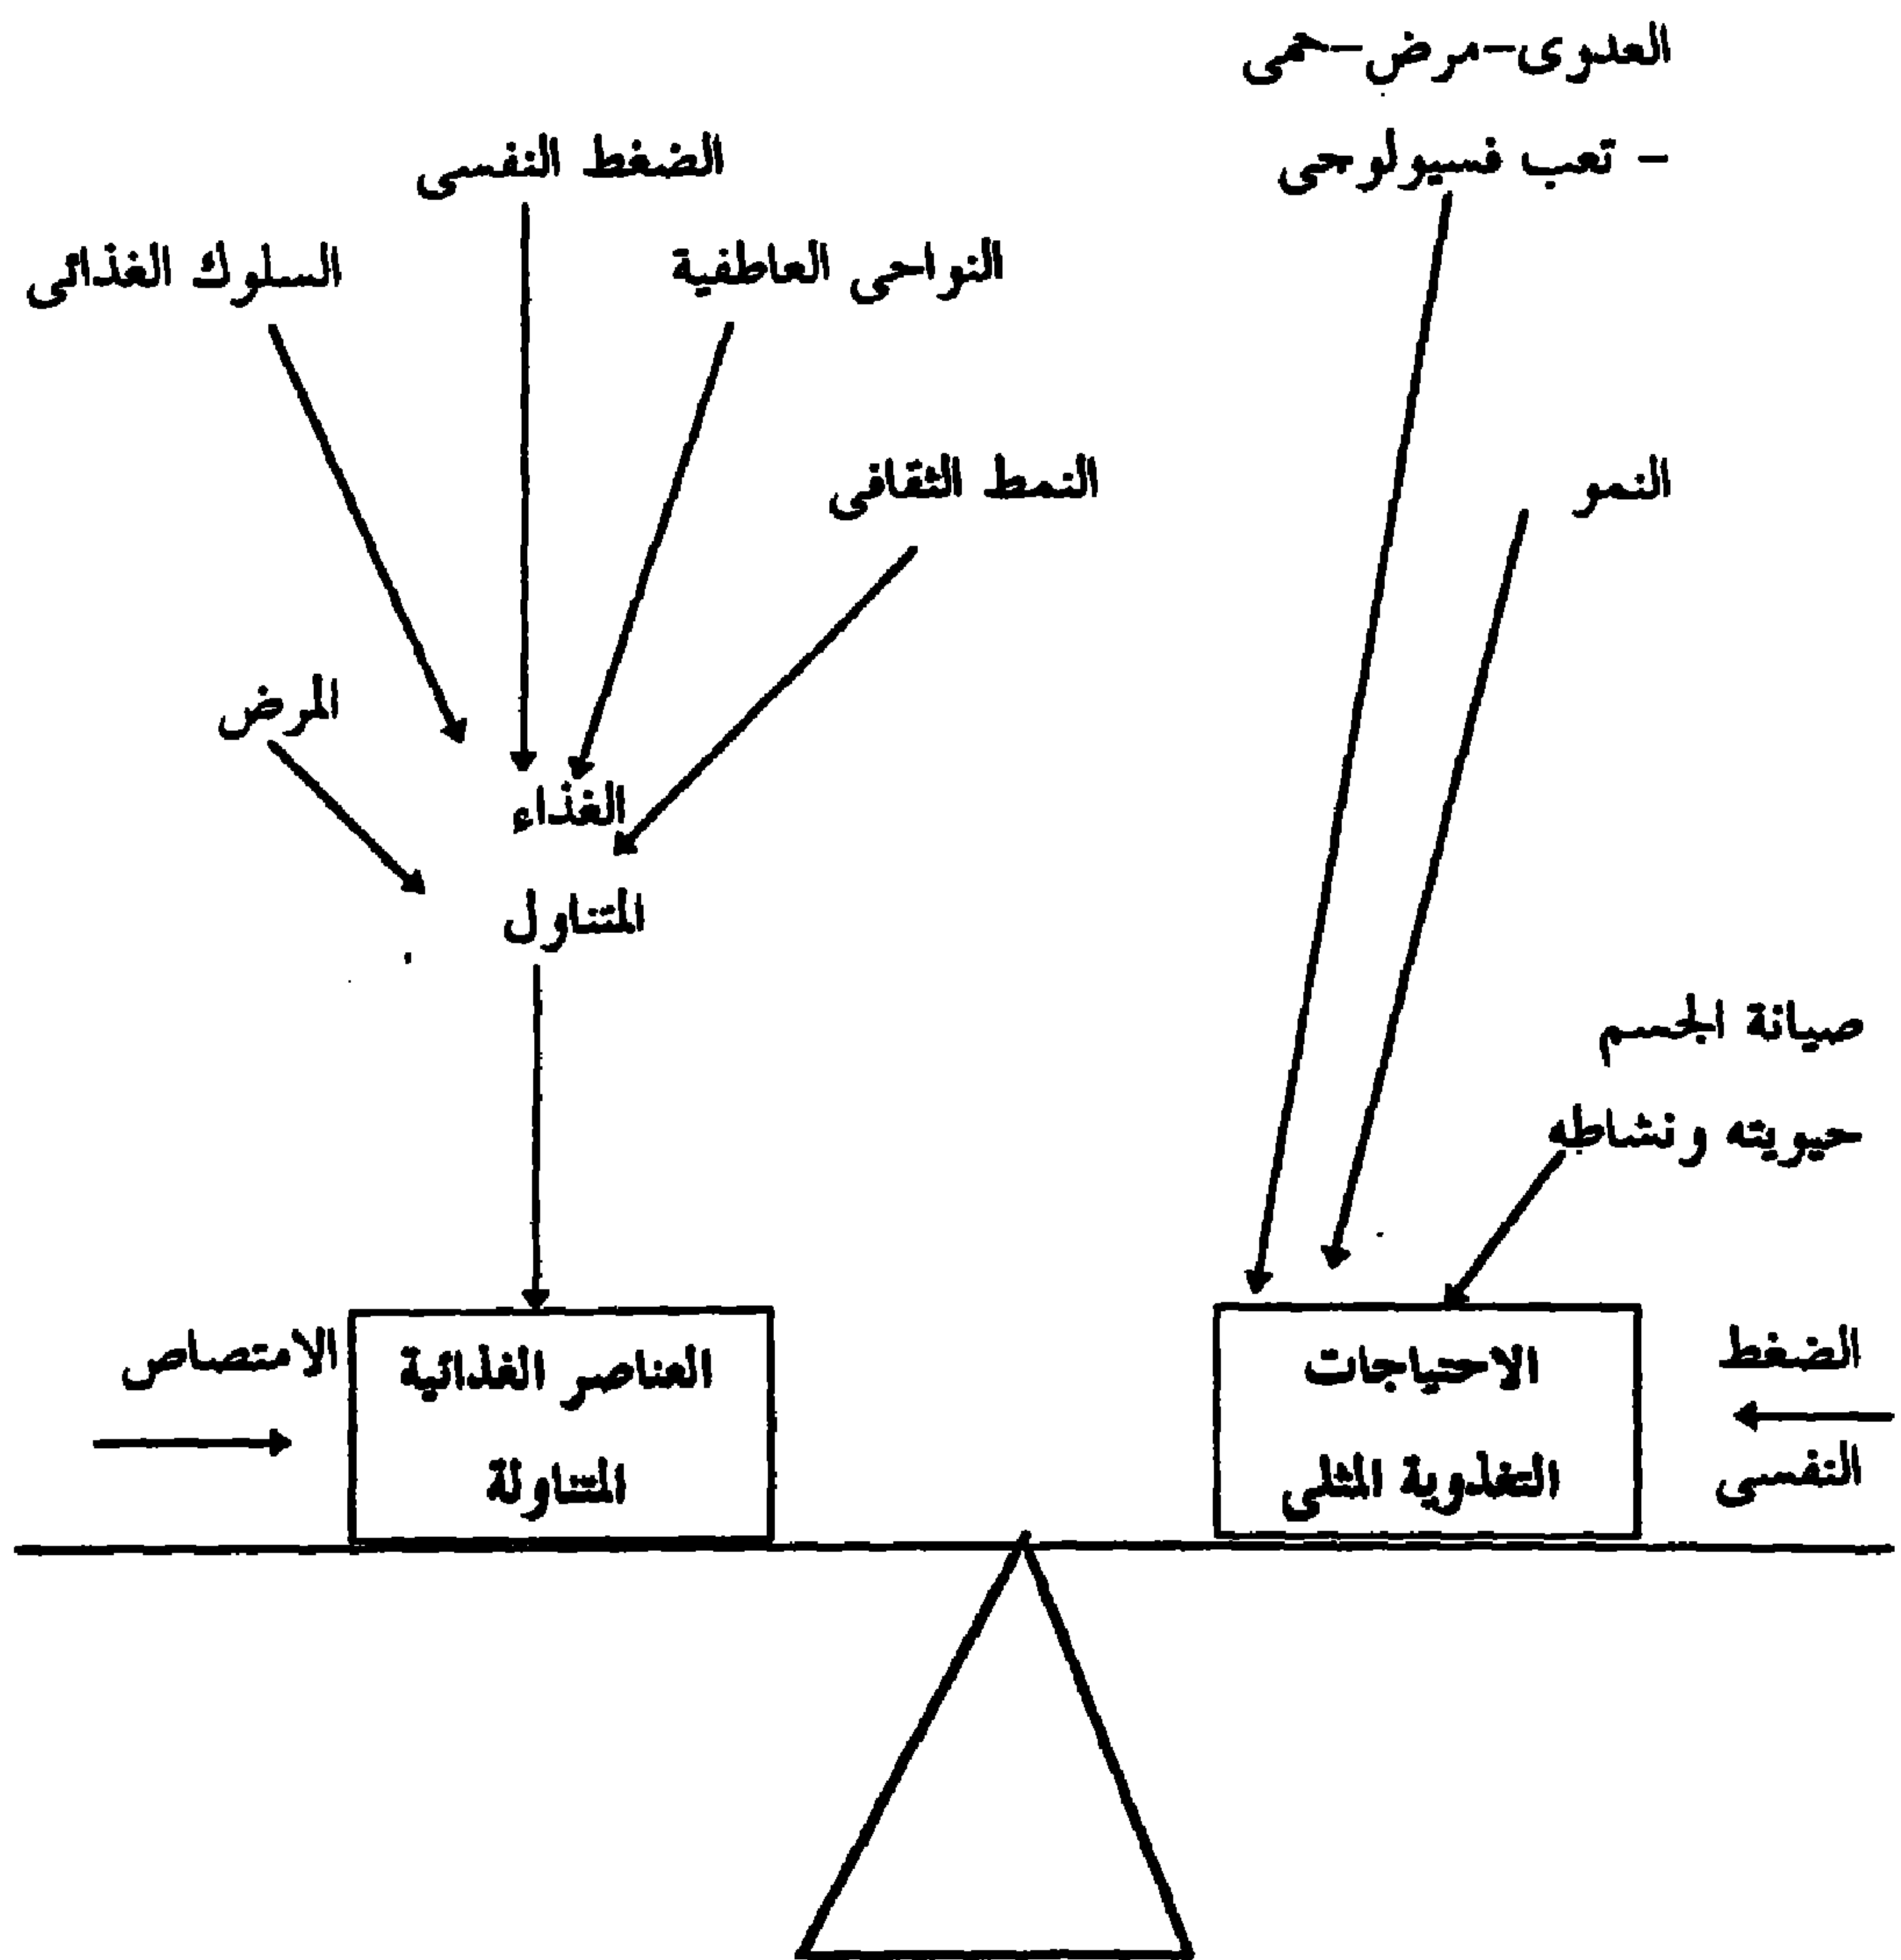 العدوى-مرض-حمى
- تعب فسيولوجى
الضغط النفسى
النواحى العاطفية
السلوك الغذائى
النمط الثقافى
النمو
المرض
الغذاء
المتناول
صيانة الجسم
حيويته ونشاطه
الضغط
النفسى
الاحياجات
التغذوية المثلى
العناصر الغذائية
المتناولة
الامتصاص